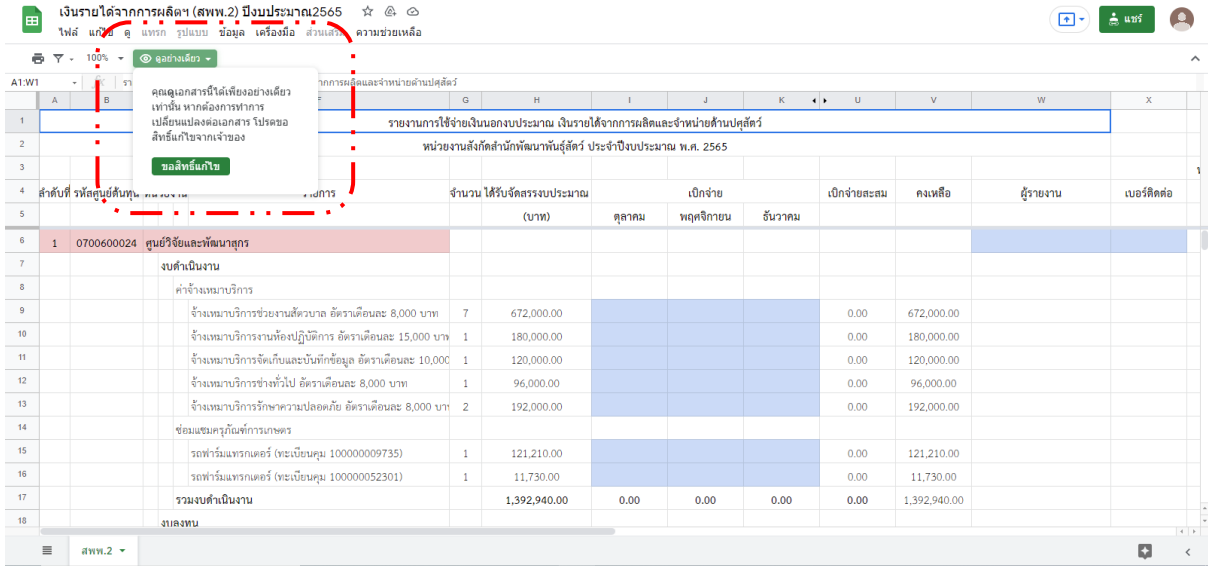 เงินรายได้จากการผลิตฯ (สพพ.2) ปีงบประมาณ2565
ไฟล์ แก้ไข ดู แทรก รูปแบบ ข้อมูล เครื่องมือ ส่วนเสริม ความช่วยเหลือ
แชร์
100% ดูอย่างเดียว
A1:W1 fx รา
จากการผลิตและจำหน่ายด้านปศุสัตว์
คุณดูเอกสารนี้ได้เพียงอย่างเดียว
เท่านั้น หากต้องการทำการ
เปลี่ยนแปลงต่อเอกสาร โปรดขอ
สิทธิ์แก้ไขจากเจ้าของ
ขอสิทธิ์แก้ไข
A B F G H I J K U V W X
1 รายงานการใช้จ่ายเงินนอกงบประมาณ เงินรายได้จากการผลิตและจำหน่ายด้านปศุสัตว์
2 หน่วยงานสังกัดสำนักพัฒนาพันธุ์สัตว์ ประจำปีงบประมาณ พ.ศ. 2565
3
4 ลำดับที่ รหัสศูนย์ต้นทุน หน่วยงาน รายการ จำนวน ได้รับจัดสรรงบประมาณ เบิกจ่าย เบิกจ่ายสะสม คงเหลือ ผู้รายงาน เบอร์ติดต่อ
5 (บาท) ตุลาคม พฤศจิกายน ธันวาคม
6 1 0700600024 ศูนย์วิจัยและพัฒนาสุกร
7 งบดำเนินงาน
8 ค่าจ้างเหมาบริการ
9 จ้างเหมาบริการช่วยงานสัตวบาล อัตราเดือนละ 8,000 บาท 7 672,000.00 0.00 672,000.00
10 จ้างเหมาบริการงานห้องปฏิบัติการ อัตราเดือนละ 15,000 บาท 1 180,000.00 0.00 180,000.00
11 จ้างเหมาบริการจัดเก็บและบันทึกข้อมูล อัตราเดือนละ 10,000 1 120,000.00 0.00 120,000.00
12 จ้างเหมาบริการช่างทั่วไป อัตราเดือนละ 8,000 บาท 1 96,000.00 0.00 96,000.00
13 จ้างเหมาบริการรักษาความปลอดภัย อัตราเดือนละ 8,000 บาท 2 192,000.00 0.00 192,000.00
14 ซ่อมแซมครุภัณฑ์การเกษตร
15 รถฟาร์มแทรกเตอร์ (ทะเบียนคุม 100000009735) 1 121,210.00 0.00 121,210.00
16 รถฟาร์มแทรกเตอร์ (ทะเบียนคุม 100000052301) 1 11,730.00 0.00 11,730.00
17 รวมงบดำเนินงาน 1,392,940.00 0.00 0.00 0.00 0.00 1,392,940.00
18 งบลงทุน
สพพ.2